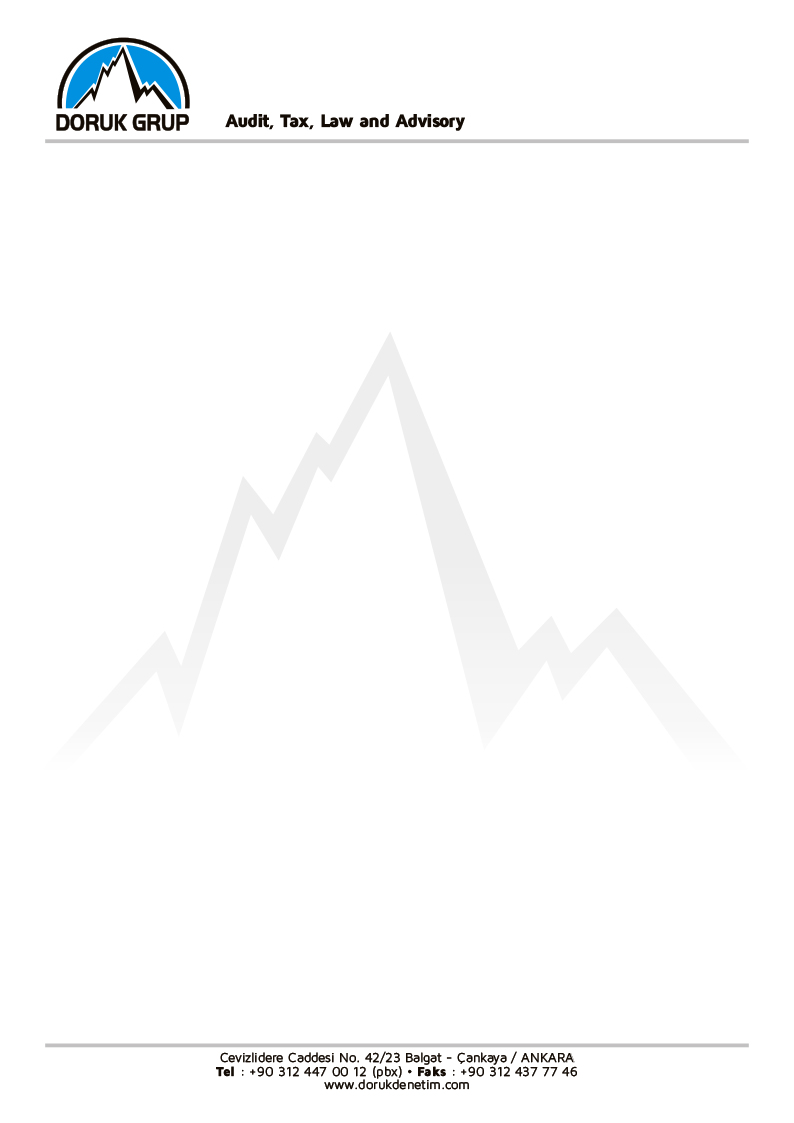 DORUK GRUP
Audit, Tax, Law and Advisory
Cevizlidere Caddesi No. 42/23 Balgat - Çankaya / ANKARA
Tel : +90 312 447 00 12 (pbx) • Faks : +90 312 437 77 46
www.dorukdenetim.com